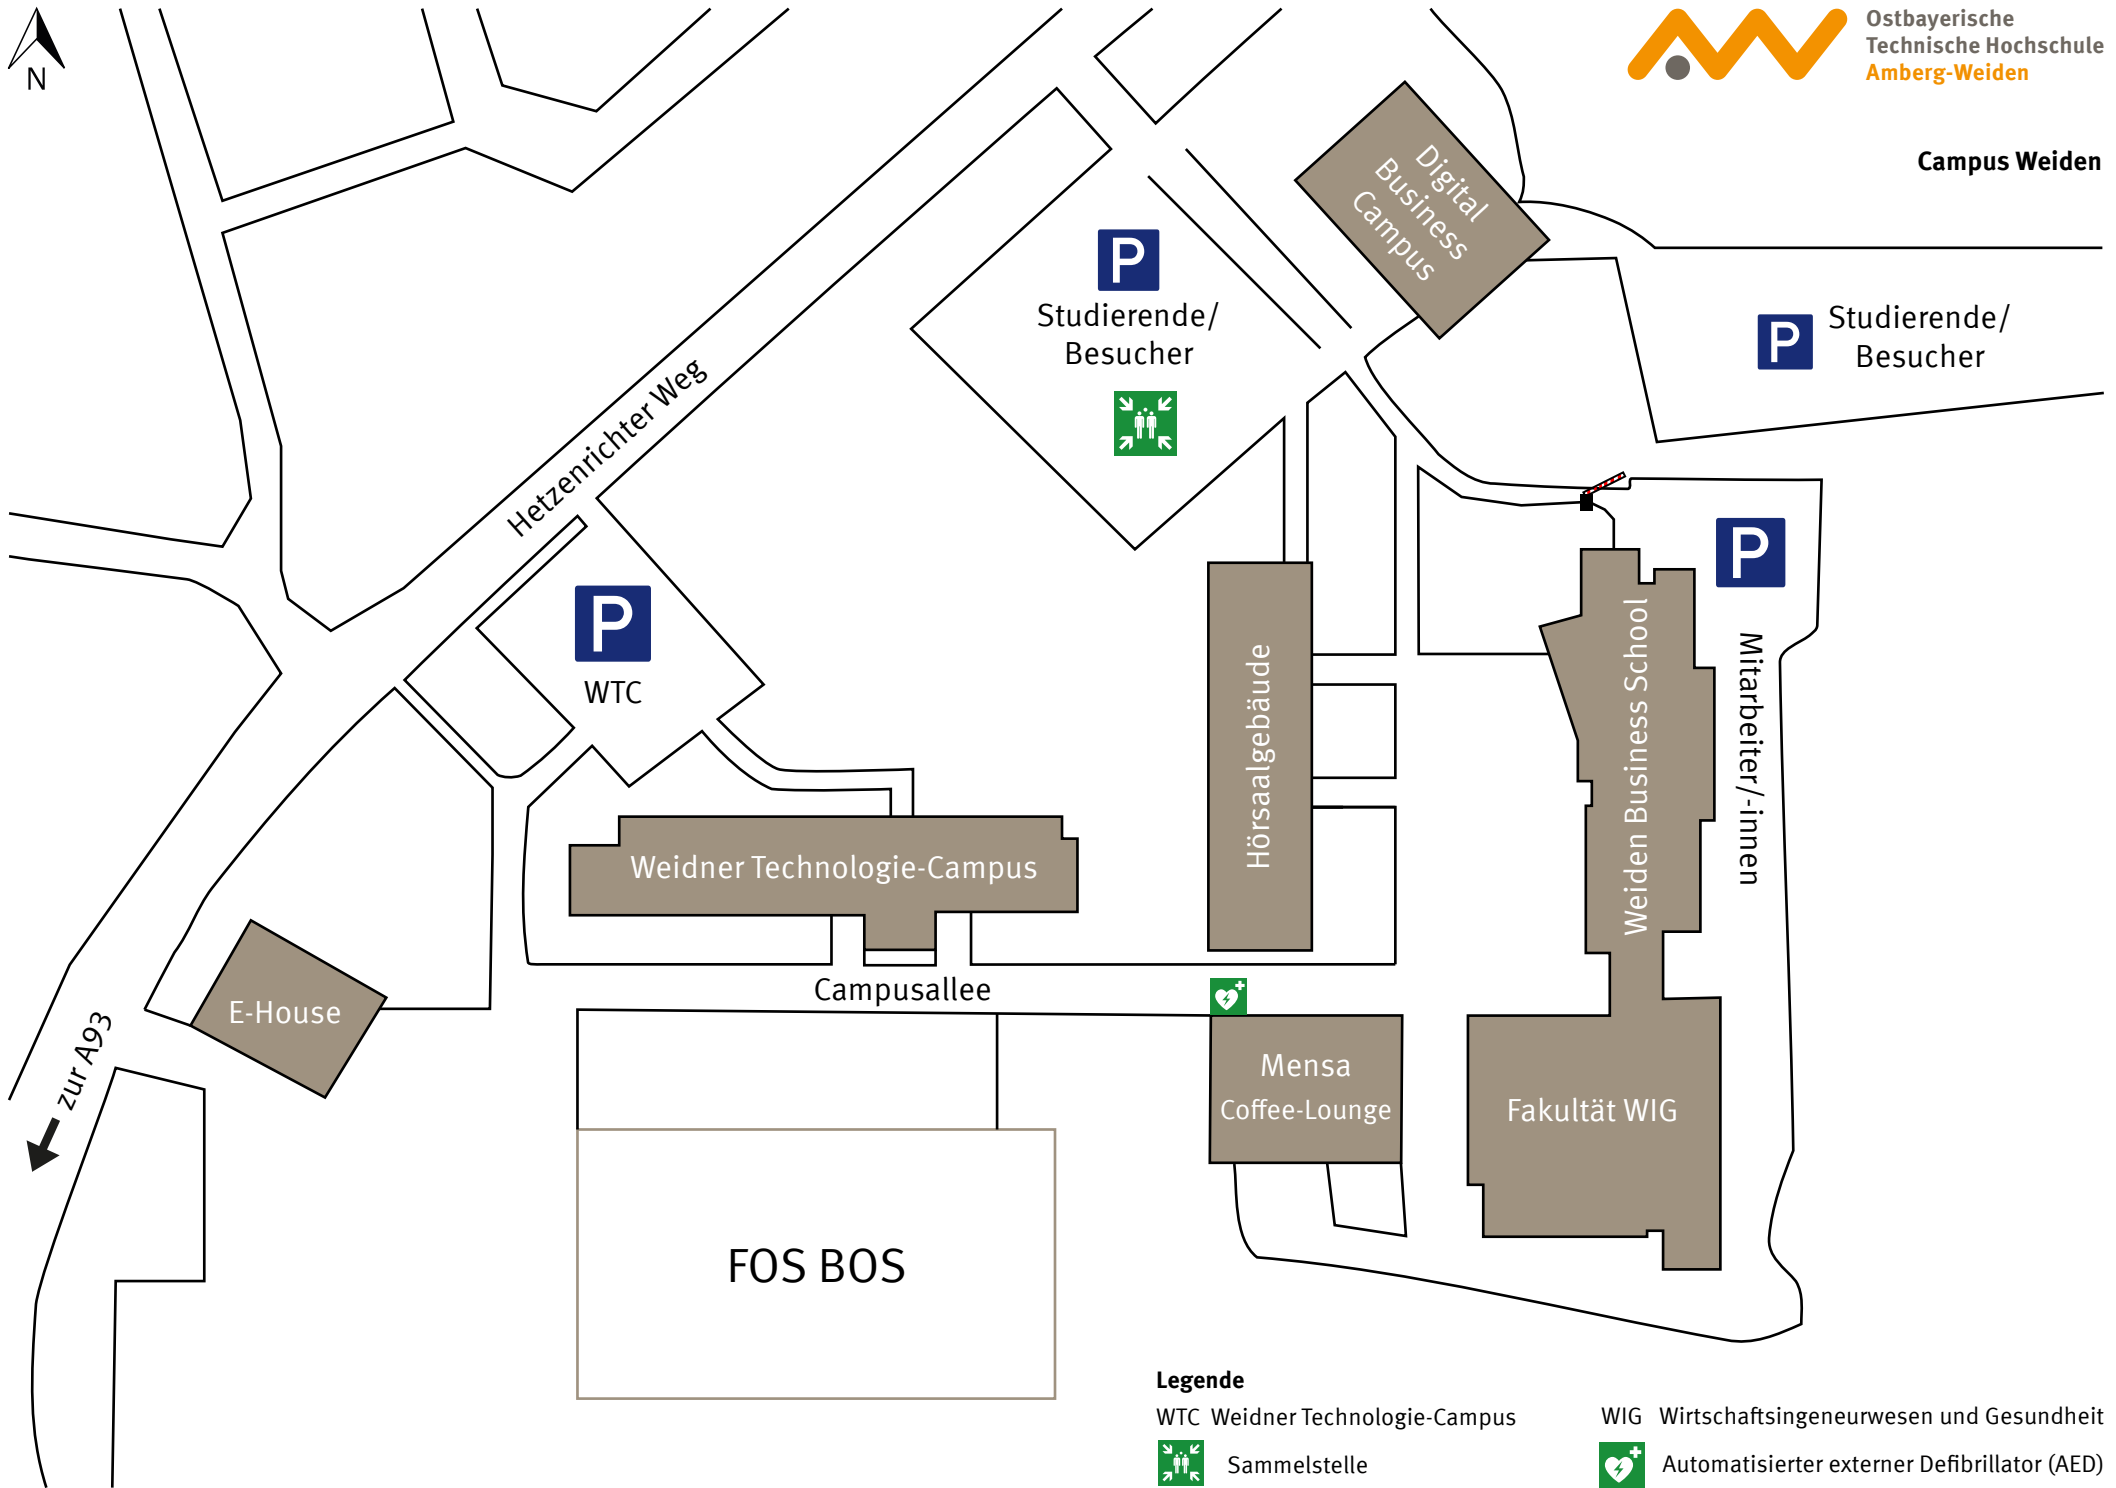 N
Ostbayerische
Technische Hochschule
Amberg-Weiden
Campus Weiden
Digital
Business
Campus
P
Studierende/
Besucher
P
Studierende/
Besucher
Hetzenrichter Weg
P
WTC
P
Mitarbeiter/-innen
Weiden Business School
Hörsaalgebäude
Weidner Technologie-Campus
Campusallee
E-House
zur A93
Mensa
Coffee-Lounge
Fakultät WIG
FOS BOS
Legende
WTC Weidner Technologie-Campus
WIG Wirtschaftsingeneurwesen und Gesundheit
Sammelstelle
Automatisierter externer Defibrillator (AED)